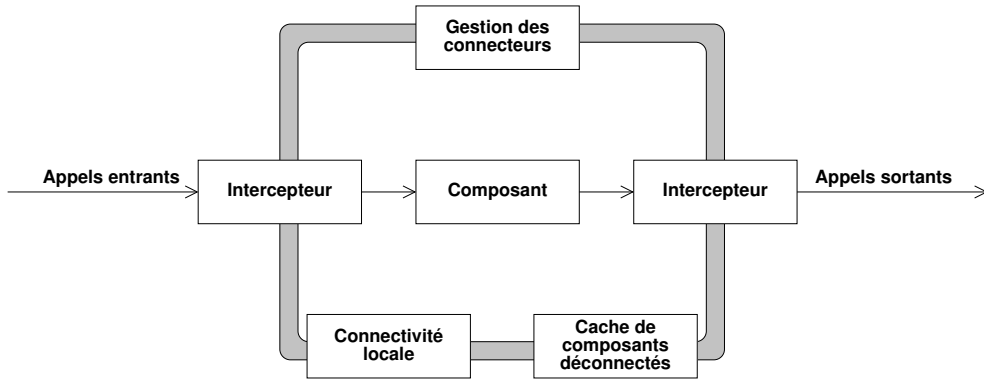 Gestion des
connecteurs
Appels entrants
Intercepteur
Composant
Intercepteur
Appels sortants
Connectivité
locale
Cache de
composants
déconnectés